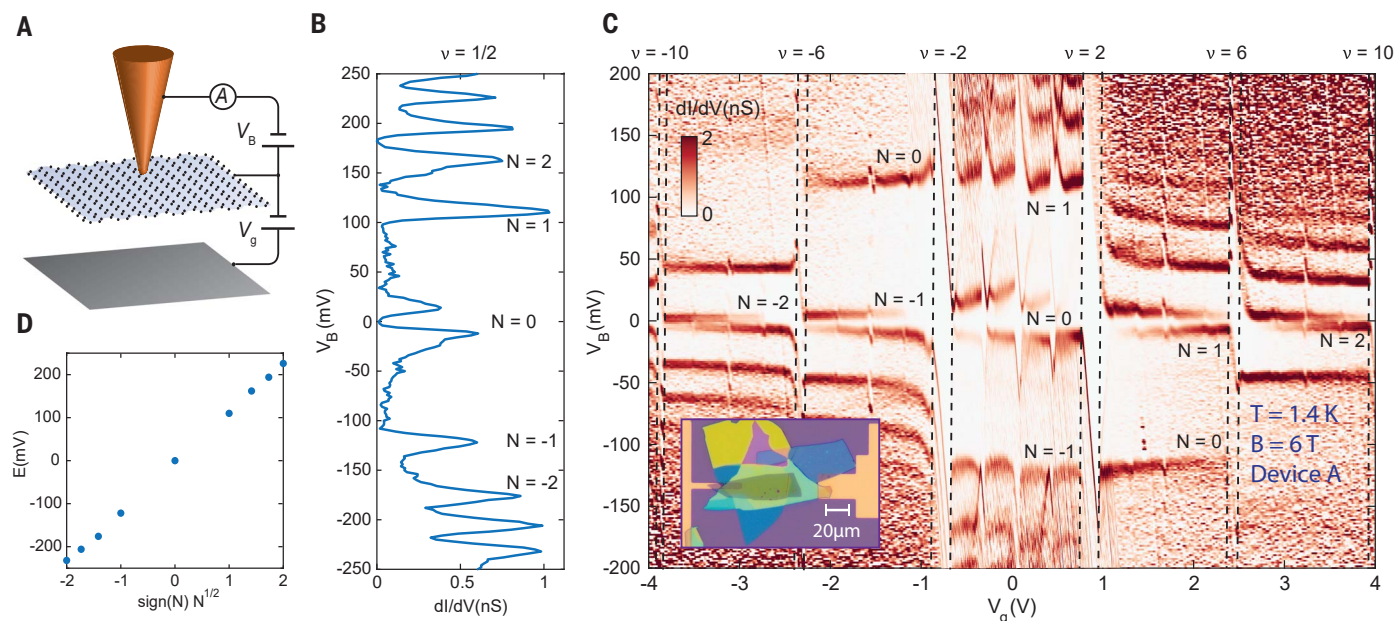 A
A
V_B
V_g
B
ν = 1/2
250
200
150
100
50
0
-50
-100
-150
-200
-250
V_B (mV)
N = 2
N = 1
N = 0
N = -1
N = -2
0
0.5
1
dI/dV(nS)
C
ν = -10
ν = -6
ν = -2
ν = 2
ν = 6
ν = 10
200
150
100
50
0
-50
-100
-150
-200
V_B (mV)
dI/dV(nS)
2
0
N = 0
N = 1
N = -2
N = -1
N = 0
N = 1
N = 2
N = -1
N = 0
T = 1.4 K
B = 6 T
Device A
20μm
-4
-3
-2
-1
0
1
2
3
4
V_g(V)
D
200
100
0
-100
-200
E(mV)
-2
-1
0
1
2
sign(N) N^{1/2}